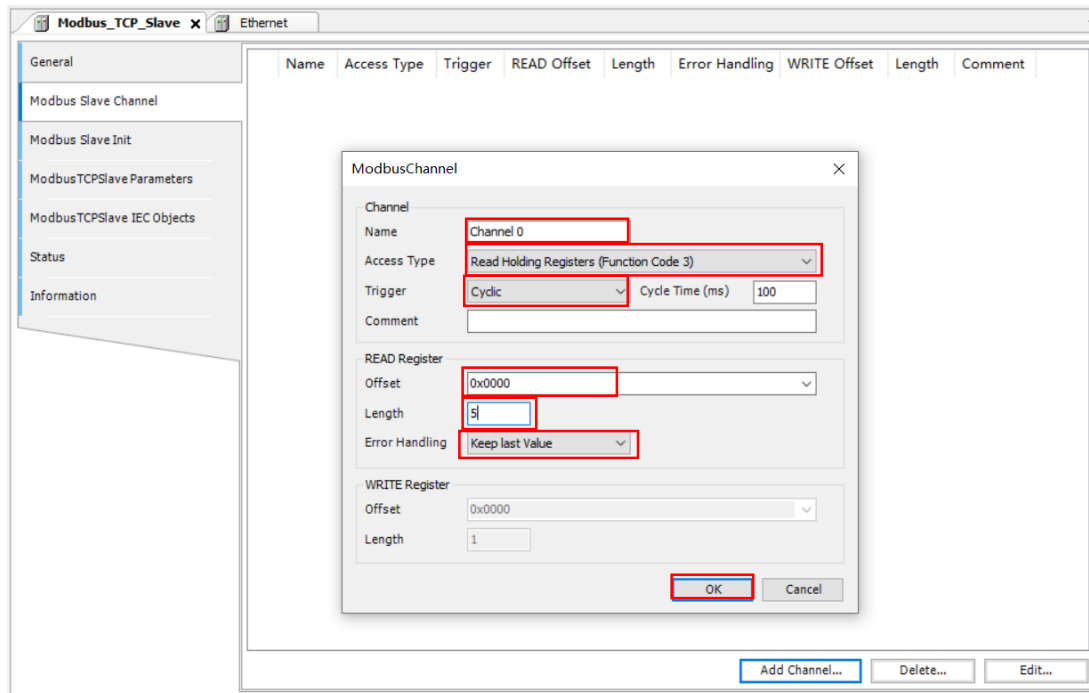 Modbus_TCP_Slave x Ethernet
General
Modbus Slave Channel
Modbus Slave Init
ModbusTCPSlave Parameters
ModbusTCPSlave IEC Objects
Status
Information
Name Access Type Trigger READ Offset Length Error Handling WRITE Offset Length Comment
ModbusChannel
Channel
Name Channel 0
Access Type Read Holding Registers (Function Code 3)
Trigger Cyclic Cycle Time (ms) 100
Comment
READ Register
Offset 0x0000
Length 5
Error Handling Keep last Value
WRITE Register
Offset 0x0000
Length 1
OK Cancel
Add Channel... Delete... Edit...